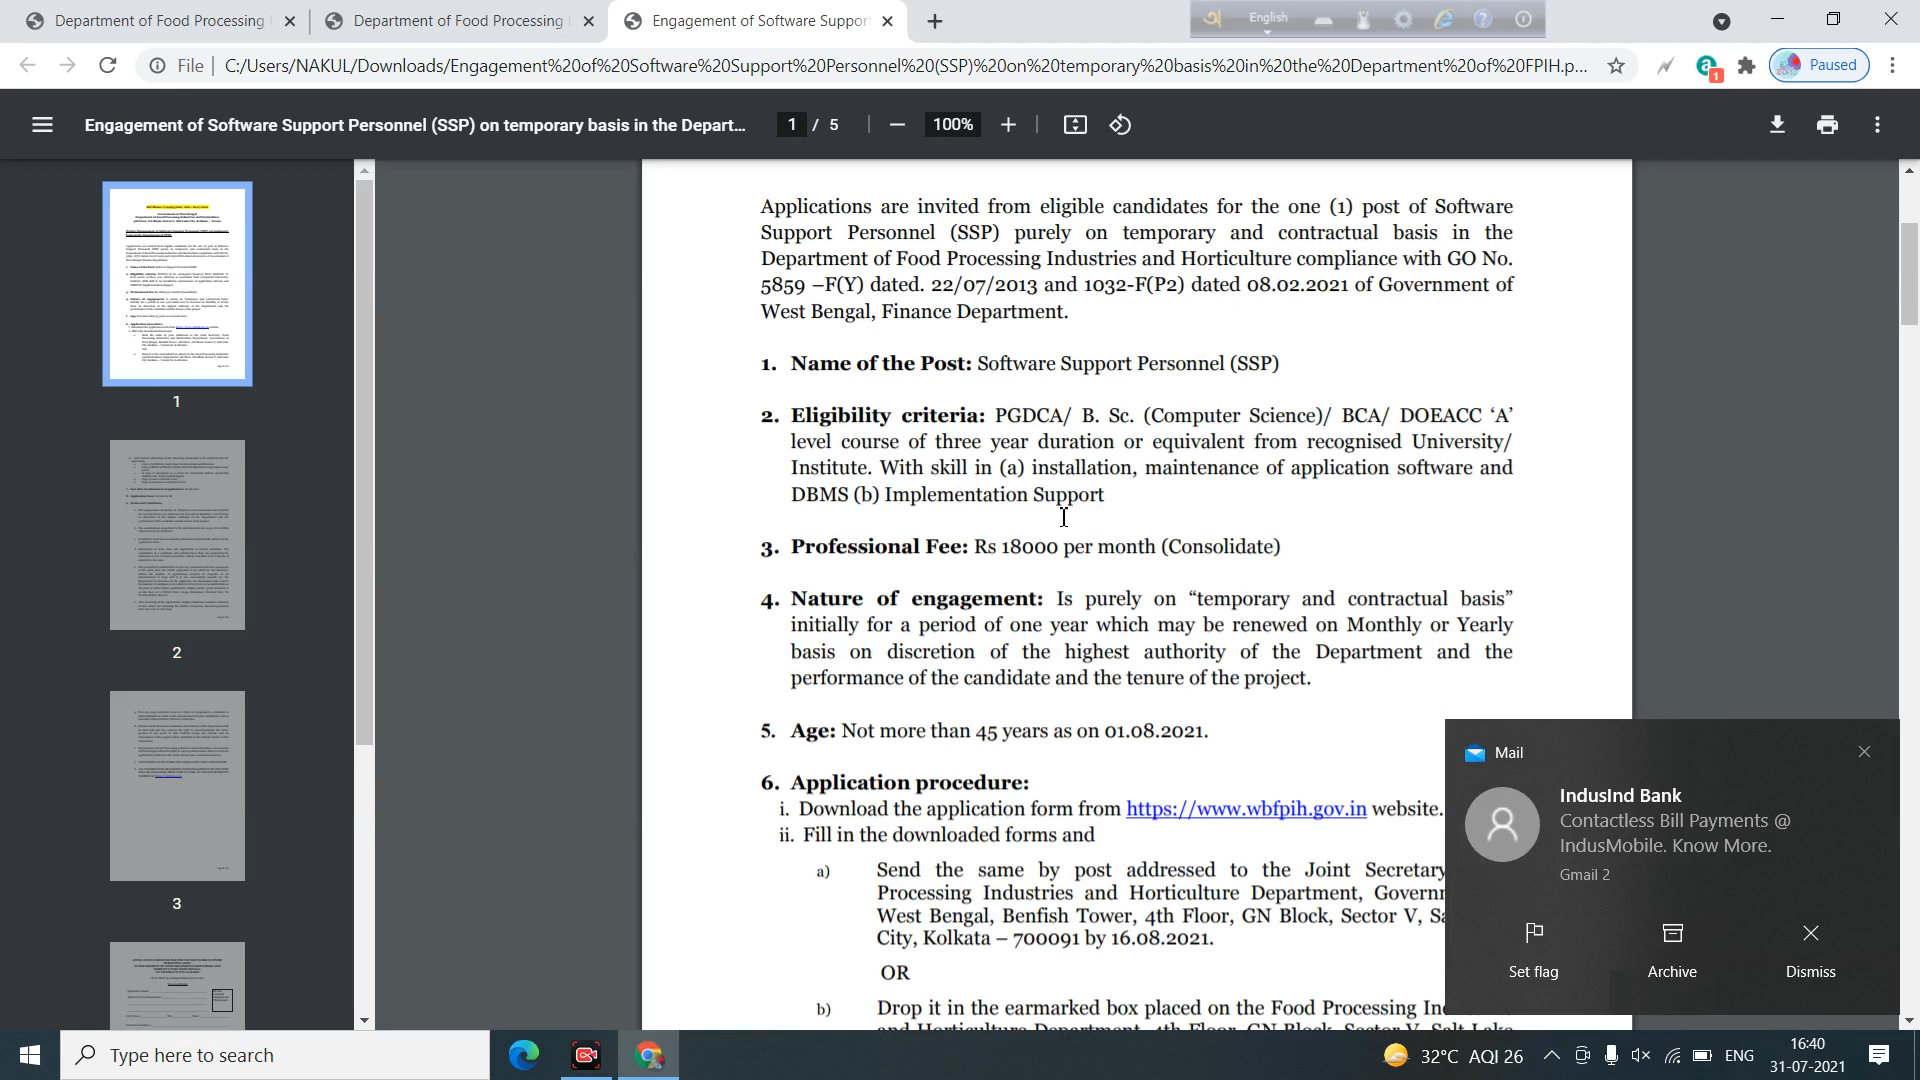 Department of Food Processing
Department of Food Processing
Engagement of Software Suppor
English
File
C:/Users/NAKUL/Downloads/Engagement%20of%20Software%20Support%20Personnel%20(SSP)%20on%20temporary%20basis%20in%20the%20Department%20of%20FPIH.p...
1
Paused
Engagement of Software Support Personnel (SSP) on temporary basis in the Depart...
1 / 5
100%
Applications are invited from eligible candidates for the one (1) post of Software
Support Personnel (SSP) purely on temporary and contractual basis in the
Department of Food Processing Industries and Horticulture compliance with GO No.
5859 –F(Y) dated. 22/07/2013 and 1032-F(P2) dated 08.02.2021 of Government of
West Bengal, Finance Department.
1. Name of the Post: Software Support Personnel (SSP)
2. Eligibility criteria: PGDCA/ B. Sc. (Computer Science)/ BCA/ DOEACC ‘A’
level course of three year duration or equivalent from recognised University/
Institute. With skill in (a) installation, maintenance of application software and
DBMS (b) Implementation Support
3. Professional Fee: Rs 18000 per month (Consolidate)
4. Nature of engagement: Is purely on “temporary and contractual basis”
initially for a period of one year which may be renewed on Monthly or Yearly
basis on discretion of the highest authority of the Department and the
performance of the candidate and the tenure of the project.
5. Age: Not more than 45 years as on 01.08.2021.
6. Application procedure:
i. Download the application form from https://www.wbfpih.gov.in website.
ii. Fill in the downloaded forms and
a) Send the same by post addressed to the Joint Secretary
Processing Industries and Horticulture Department, Governm
West Bengal, Benfish Tower, 4th Floor, GN Block, Sector V, Sa
City, Kolkata – 700091 by 16.08.2021.
OR
b) Drop it in the earmarked box placed on the Food Processing In
and Horticulture Department, 4th Floor, GN Block, Sector V, Salt Lake
1
2
3
Mail
IndusInd Bank
Contactless Bill Payments @
IndusMobile. Know More.
Gmail 2
Set flag
Archive
Dismiss
Type here to search
32°C AQI 26
ENG
16:40
31-07-2021